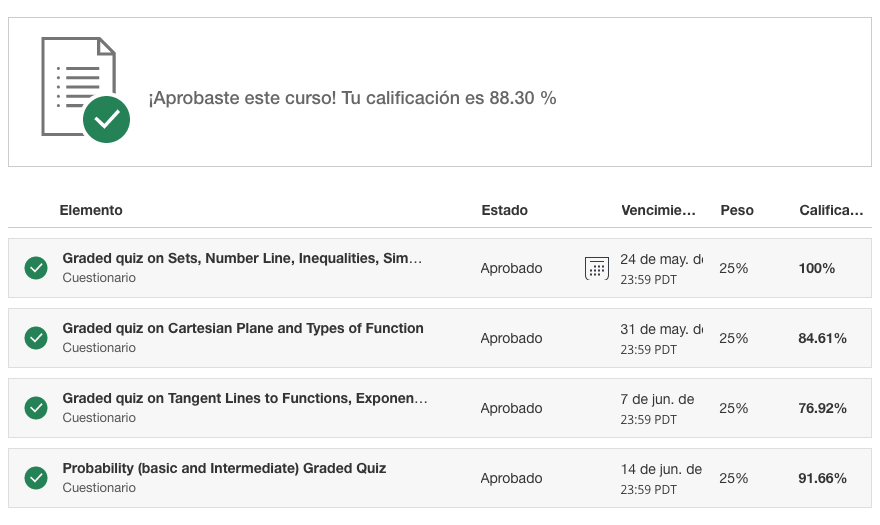 ¡Aprobaste este curso! Tu calificación es 88.30 %
Elemento Estado Vencimie... Peso Califica...
Graded quiz on Sets, Number Line, Inequalities, Sim...
Cuestionario
Aprobado
24 de may. de
23:59 PDT
25%
100%
Graded quiz on Cartesian Plane and Types of Function
Cuestionario
Aprobado
31 de may. de
23:59 PDT
25%
84.61%
Graded quiz on Tangent Lines to Functions, Exponen...
Cuestionario
Aprobado
7 de jun. de
23:59 PDT
25%
76.92%
Probability (basic and Intermediate) Graded Quiz
Cuestionario
Aprobado
14 de jun. de
23:59 PDT
25%
91.66%